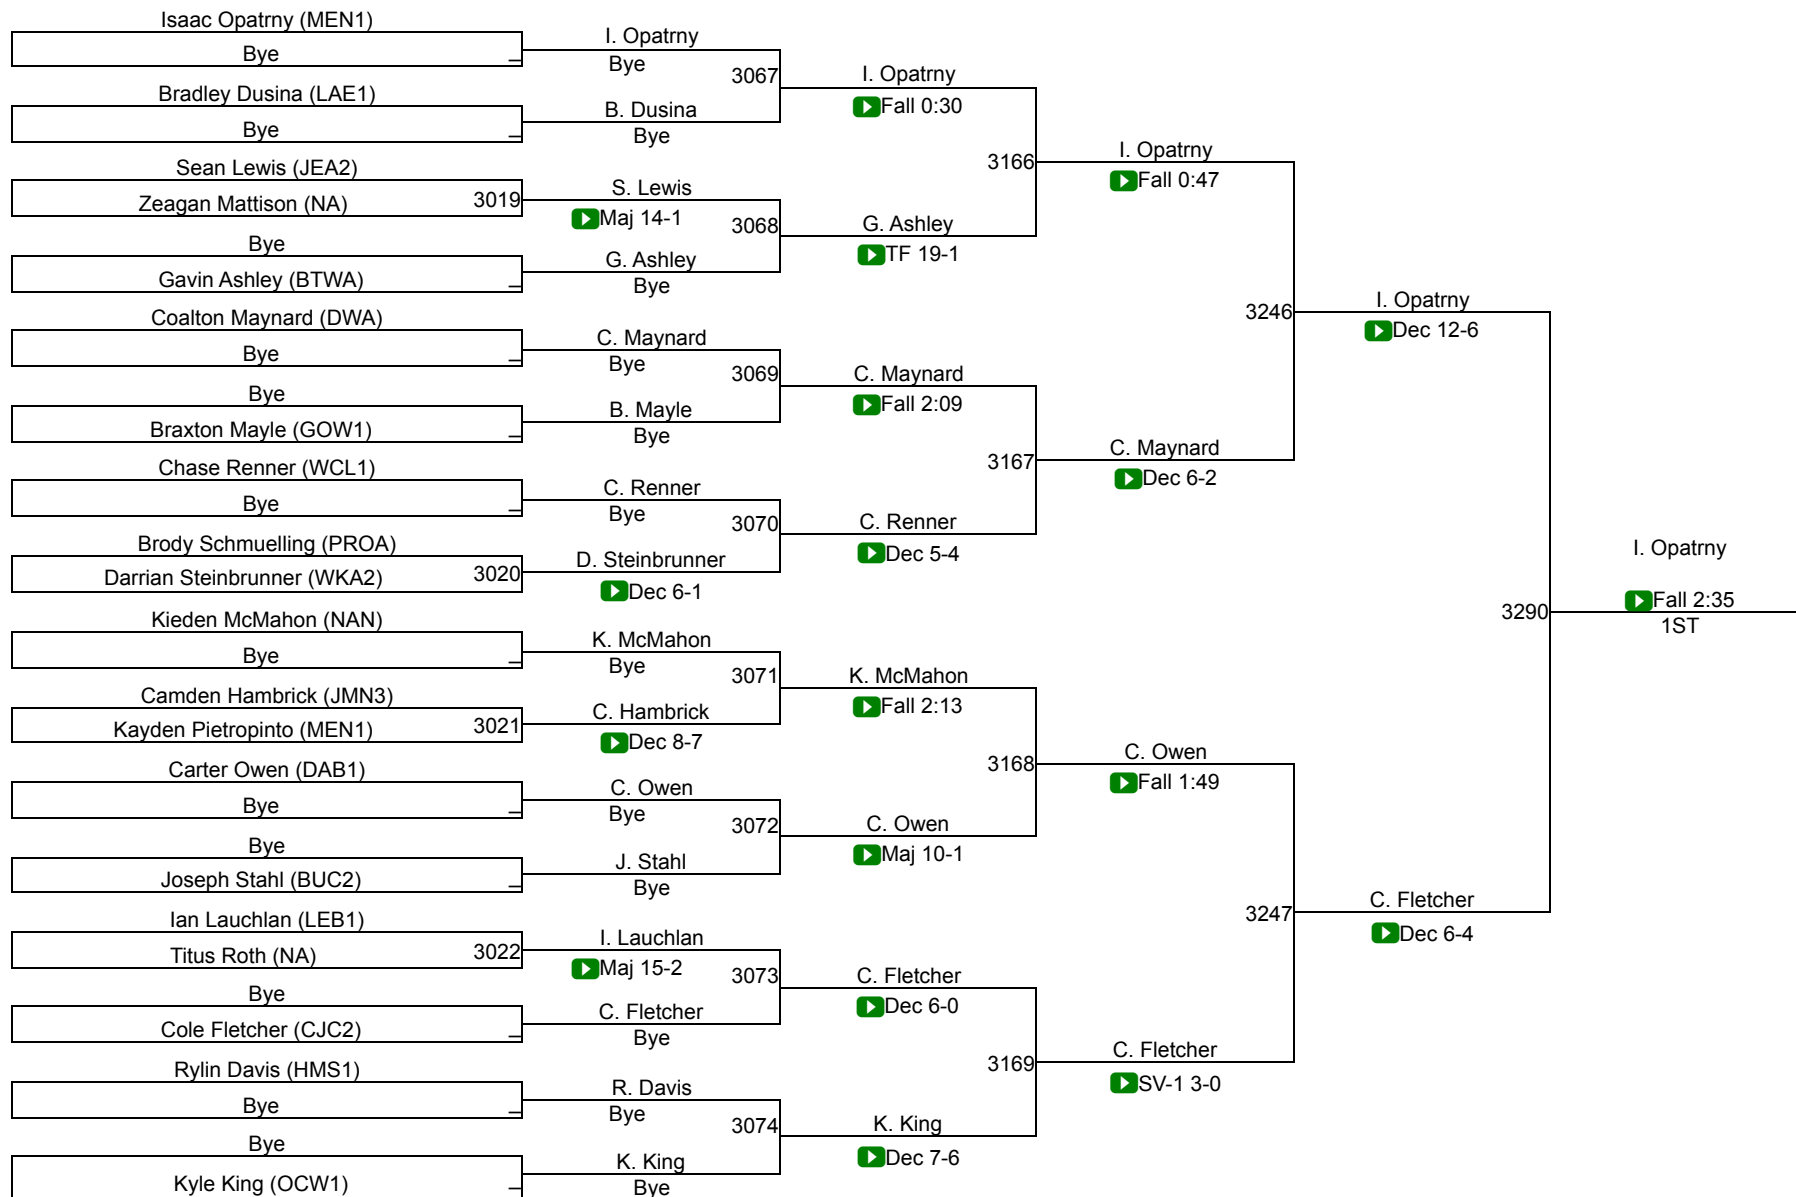 Isaac Opatrny (MEN1)
Bye
Bradley Dusina (LAE1)
Bye
Sean Lewis (JEA2)
Zeagan Mattison (NA) 3019
Bye
Gavin Ashley (BTWA)
Coalton Maynard (DWA)
Bye
Bye
Braxton Mayle (GOW1)
Chase Renner (WCL1)
Bye
Brody Schmuelling (PROA)
Darrian Steinbrunner (WKA2) 3020
Kieden McMahon (NAN)
Bye
Camden Hambrick (JMN3)
Kayden Pietropinto (MEN1) 3021
Carter Owen (DAB1)
Bye
Bye
Joseph Stahl (BUC2)
Ian Lauchlan (LEB1)
Titus Roth (NA) 3022
Bye
Cole Fletcher (CJC2)
Rylin Davis (HMS1)
Bye
Bye
Kyle King (OCW1)
I. Opatrny
Bye
3067
B. Dusina
Bye
S. Lewis
Maj 14-1
3068
G. Ashley
Bye
C. Maynard
Bye
3069
B. Mayle
Bye
C. Renner
Bye
3070
D. Steinbrunner
Dec 6-1
K. McMahon
Bye
3071
C. Hambrick
Dec 8-7
C. Owen
Bye
3072
J. Stahl
Bye
I. Lauchlan
Maj 15-2
3073
C. Fletcher
Bye
R. Davis
Bye
3074
K. King
Bye
I. Opatrny
Fall 0:30
3166
G. Ashley
TF 19-1
C. Maynard
Fall 2:09
3167
C. Renner
Dec 5-4
K. McMahon
Fall 2:13
3168
C. Owen
Maj 10-1
C. Fletcher
Dec 6-0
3169
K. King
Dec 7-6
I. Opatrny
Fall 0:47
3246
C. Maynard
Dec 6-2
C. Owen
Fall 1:49
3247
C. Fletcher
SV-1 3-0
I. Opatrny
Dec 12-6
3290
C. Fletcher
Dec 6-4
I. Opatrny
Fall 2:35
1ST